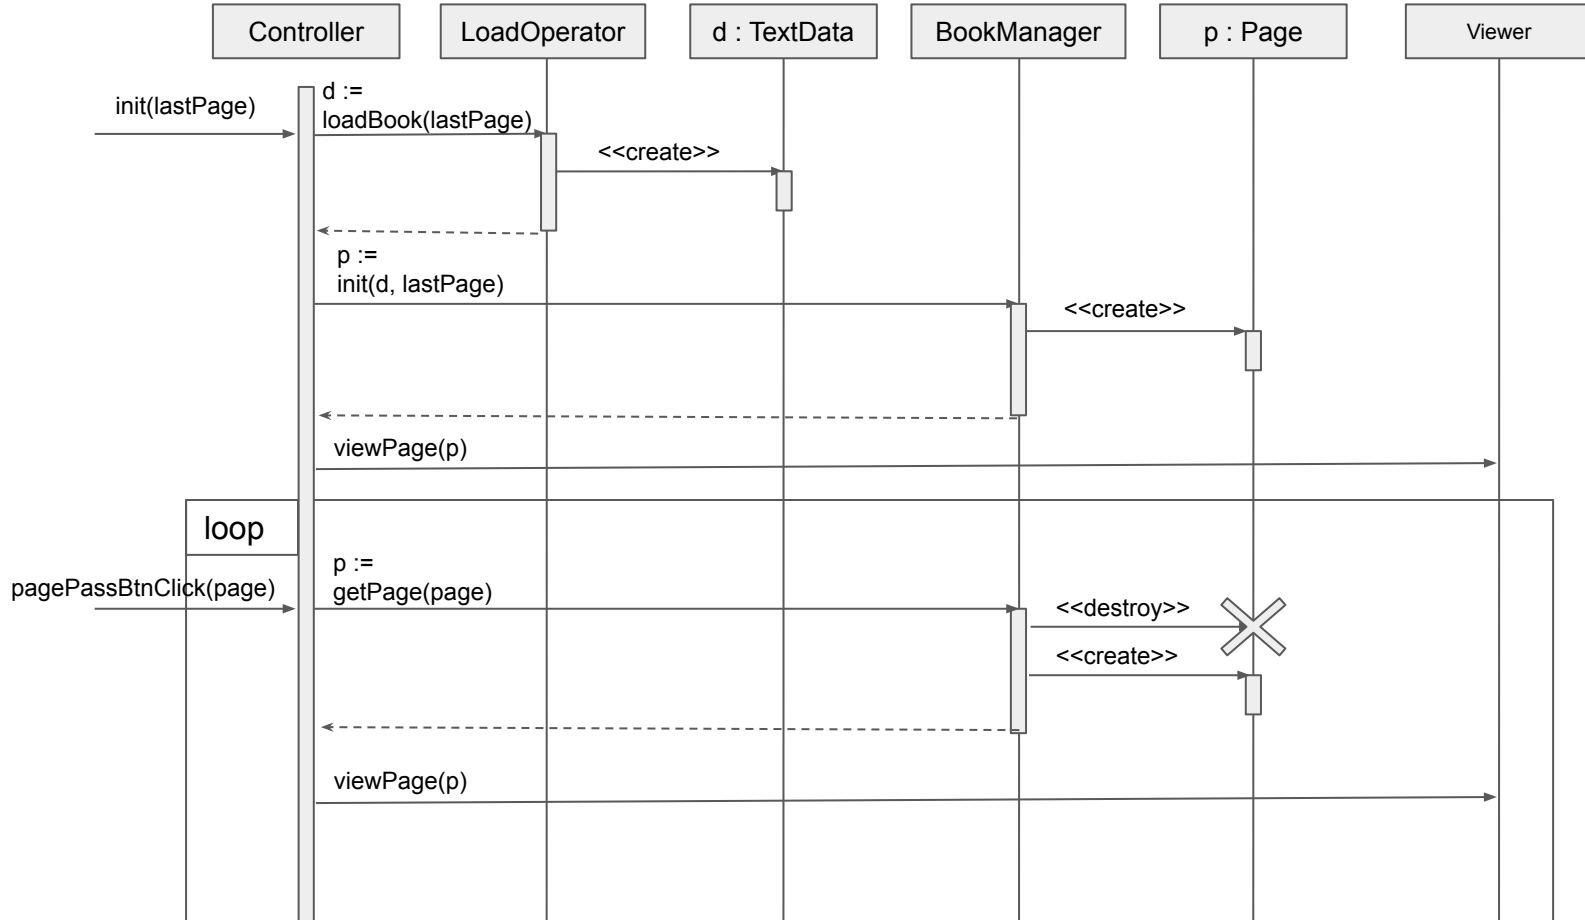 Controller
LoadOperator
d : TextData
BookManager
p : Page
Viewer
init(lastPage)
d :=
loadBook(lastPage)
<<create>>
p :=
init(d, lastPage)
<<create>>
viewPage(p)
loop
pagePassBtnClick(page)
p :=
getPage(page)
<<destroy>>
<<create>>
viewPage(p)